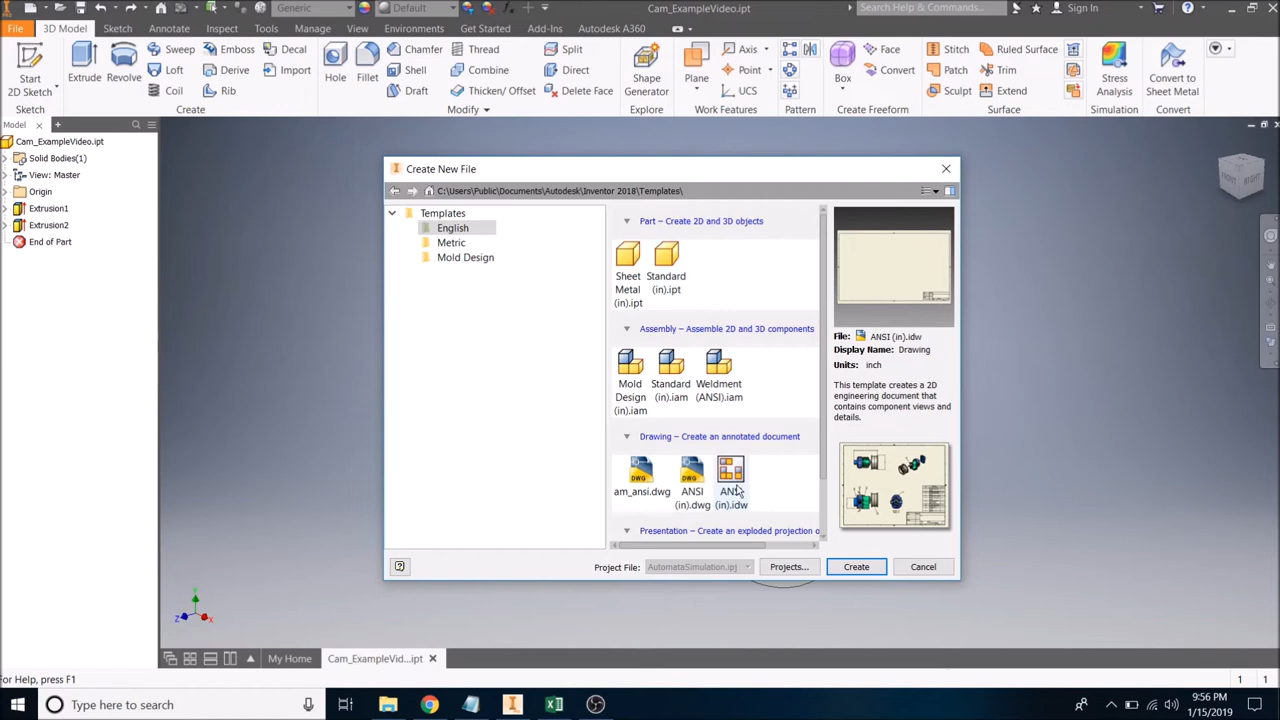 Generic
Default
Cam_ExampleVideo.ipt
Search Help & Commands...
Sign In
File
3D Model
Sketch
Annotate
Inspect
Tools
Manage
View
Environments
Get Started
Add-Ins
Autodesk A360
Start
2D Sketch
Extrude
Revolve
Sweep
Emboss
Decal
Loft
Derive
Import
Coil
Rib
Hole
Fillet
Chamfer
Thread
Split
Shell
Combine
Direct
Draft
Thicken/ Offset
Delete Face
Shape
Generator
Plane
Axis
Point
UCS
Box
Face
Convert
Stitch
Ruled Surface
Patch
Trim
Sculpt
Extend
Stress
Analysis
Convert to
Sheet Metal
Sketch
Create
Modify
Explore
Work Features
Pattern
Create Freeform
Surface
Simulation
Convert
Model
Cam_ExampleVideo.ipt
Solid Bodies(1)
View: Master
Origin
Extrusion1
Extrusion2
End of Part
FRONT
RIGHT
Create New File
C:\Users\Public\Documents\Autodesk\Inventor 2018\Templates\
Templates
English
Metric
Mold Design
Part – Create 2D and 3D objects
Sheet
Metal
(in).ipt
Standard
(in).ipt
Assembly – Assemble 2D and 3D components
Mold
Design
(in).iam
Standard
(in).iam
Weldment
(ANSI).iam
Drawing – Create an annotated document
DWG
am_ansi.dwg
DWG
ANSI
(in).dwg
(in).idw
Presentation – Create an exploded projection o
File: ANSI (in).idw
Display Name: Drawing
Units: inch
This template creates a 2D
engineering document that
contains component views and
details.
Project File: AutomataSimulation.ipj
Projects...
Create
Cancel
Y
Z
X
My Home
Cam_ExampleVid...ipt
For Help, press F1
1
1
Type here to search
9:56 PM
1/15/2019